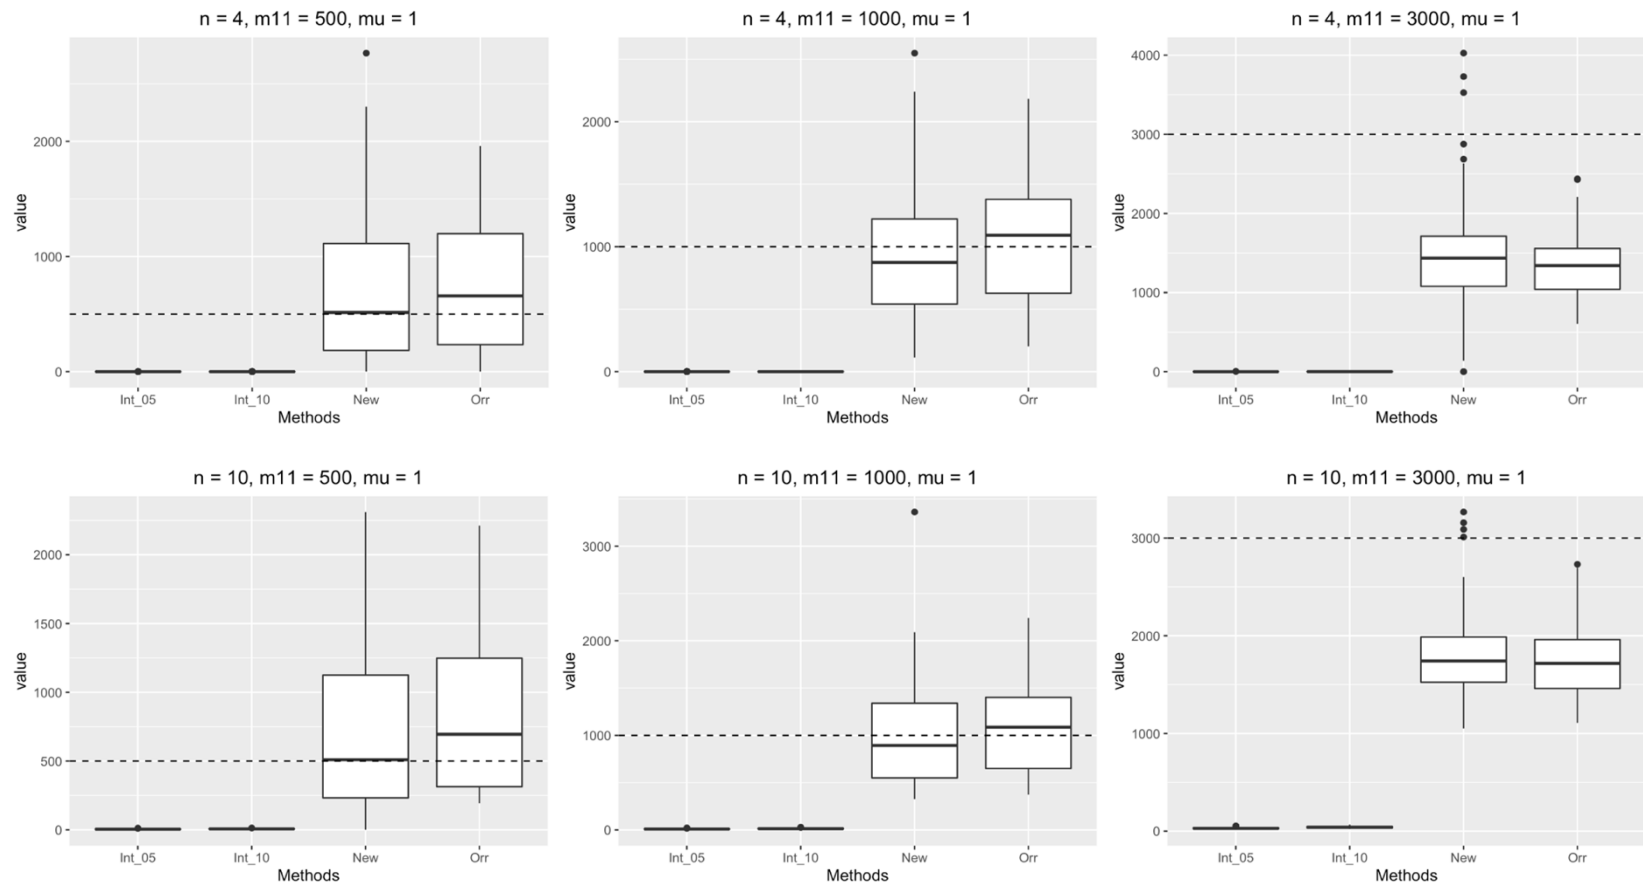 n = 4, m11 = 500, mu = 1
value
2000
1000
0
Int_05 Int_10 New Orr
Methods
n = 4, m11 = 1000, mu = 1
value
2000
1000
0
Int_05 Int_10 New Orr
Methods
n = 4, m11 = 3000, mu = 1
value
4000
3000
2000
1000
0
Int_05 Int_10 New Orr
Methods
n = 10, m11 = 500, mu = 1
value
2000
1500
1000
500
0
Int_05 Int_10 New Orr
Methods
n = 10, m11 = 1000, mu = 1
value
3000
2000
1000
0
Int_05 Int_10 New Orr
Methods
n = 10, m11 = 3000, mu = 1
value
3000
2000
1000
0
Int_05 Int_10 New Orr
Methods